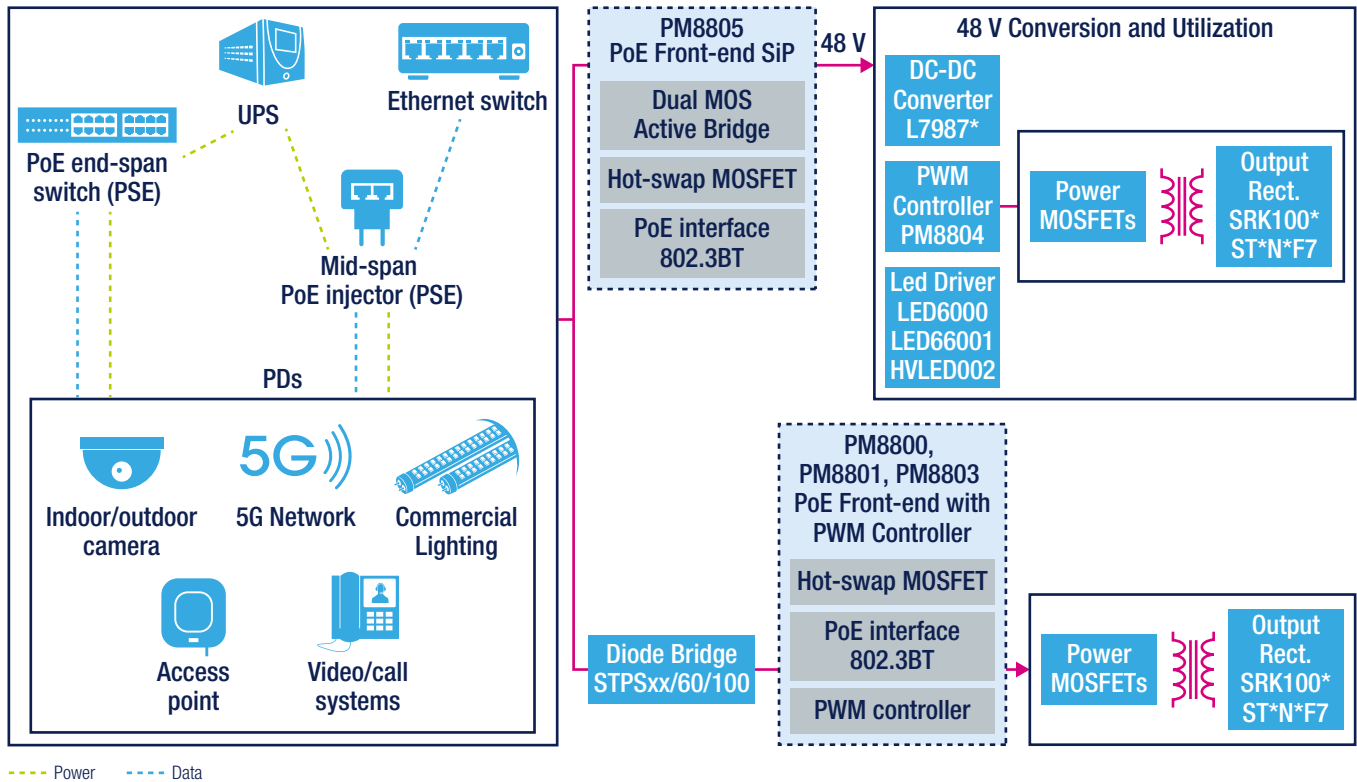 UPS
Ethernet switch
PoE end-span
switch (PSE)
Mid-span
PoE injector (PSE)
PDs
Indoor/outdoor
camera
5G
5G Network
Commercial
Lighting
Access
point
Video/call
systems
Power
Data
PM8805
PoE Front-end SiP
Dual MOS
Active Bridge
Hot-swap MOSFET
PoE interface
802.3BT
48 V
48 V Conversion and Utilization
DC-DC
Converter
L7987*
PWM
Controller
PM8804
Led Driver
LED6000
LED66001
HVLED002
Power
MOSFETs
Output
Rect.
SRK100*
ST*N*F7
Diode Bridge
STPSxx/60/100
PM8800,
PM8801, PM8803
PoE Front-end with
PWM Controller
Hot-swap MOSFET
PoE interface
802.3BT
PWM controller
Power
MOSFETs
Output
Rect.
SRK100*
ST*N*F7